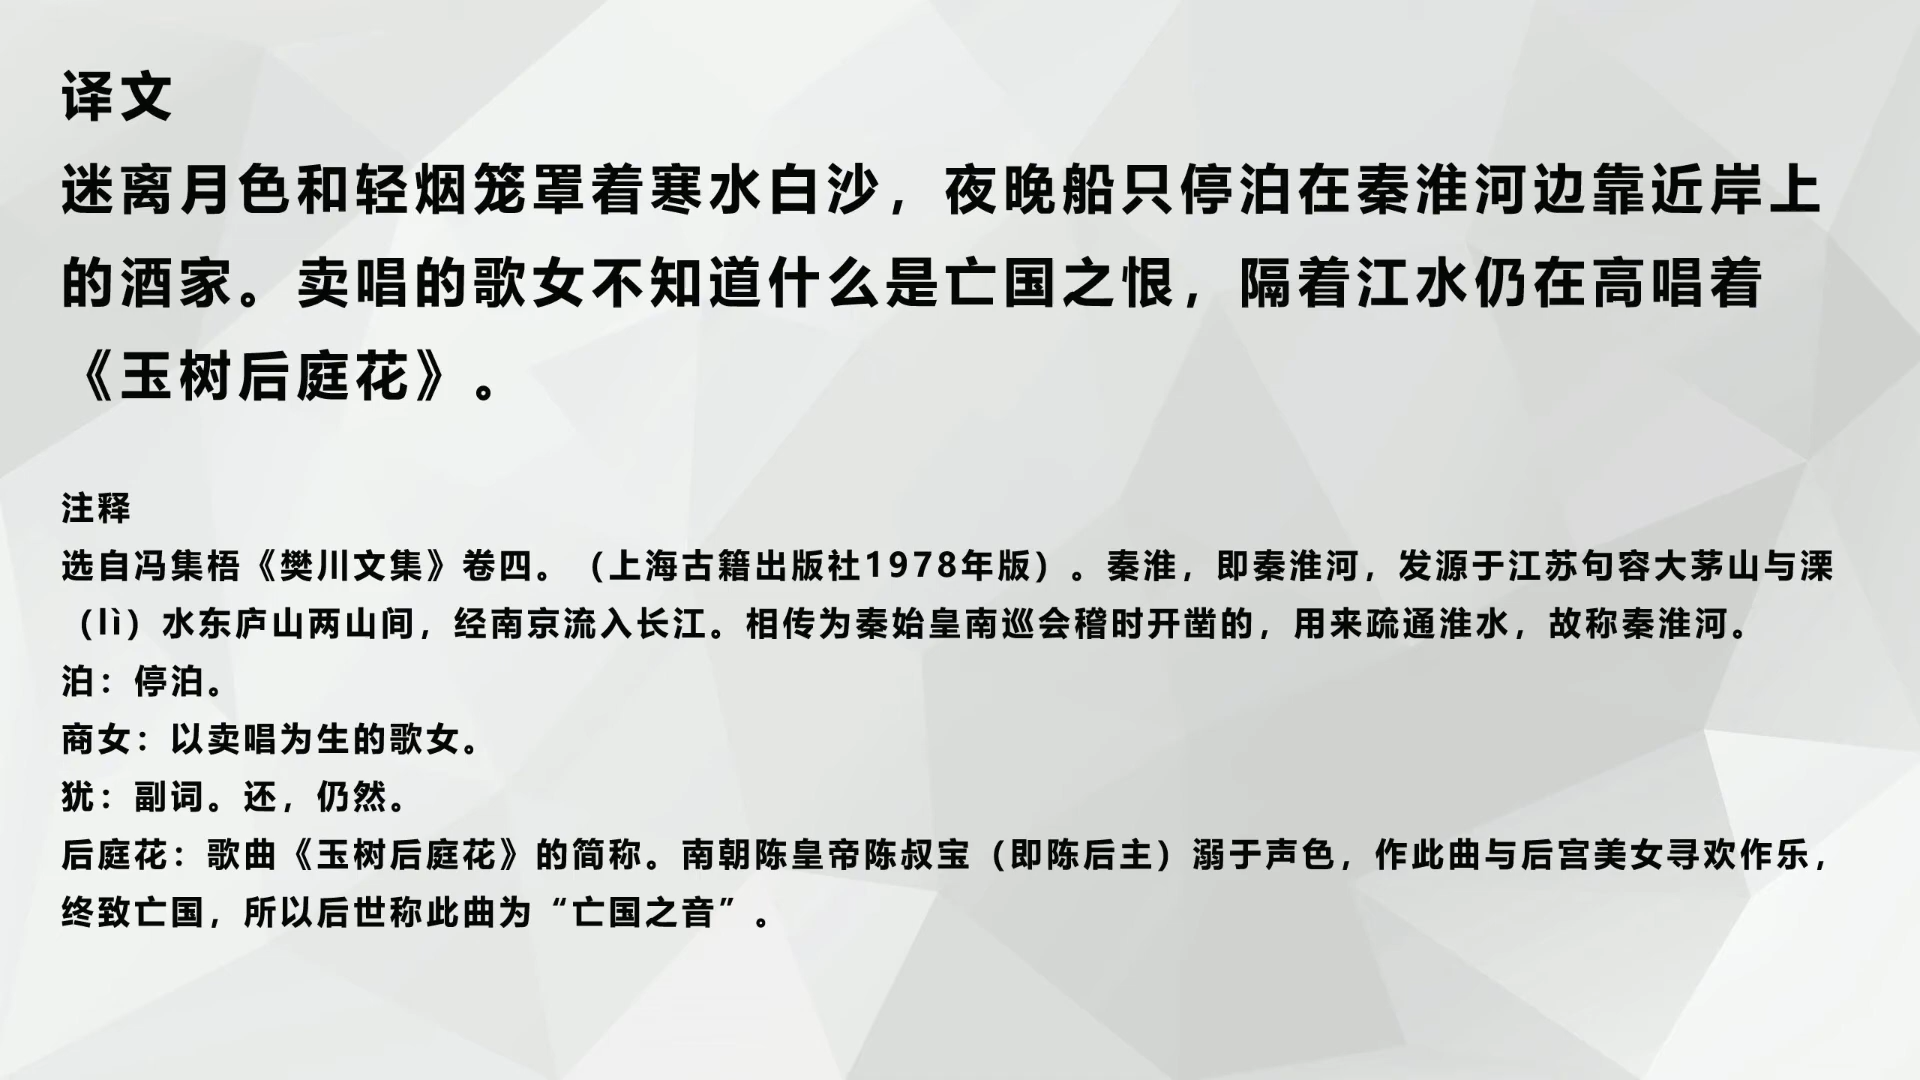 译文
迷离月色和轻烟笼罩着寒水白沙，夜晚船只停泊在秦淮河边靠近岸上
的酒家。卖唱的歌女不知道什么是亡国之恨，隔着江水仍在高唱着
《玉树后庭花》。
注释
选自冯集梧《樊川文集》卷四。（上海古籍出版社1978年版）。秦淮，即秦淮河，发源于江苏句容大茅山与溧
（lì）水东庐山两山间，经南京流入长江。相传为秦始皇南巡会稽时开凿的，用来疏通淮水，故称秦淮河。
泊：停泊。
商女：以卖唱为生的歌女。
犹：副词。还，仍然。
后庭花：歌曲《玉树后庭花》的简称。南朝陈皇帝陈叔宝（即陈后主）溺于声色，作此曲与后宫美女寻欢作乐，
终致亡国，所以后世称此曲为“亡国之音”。